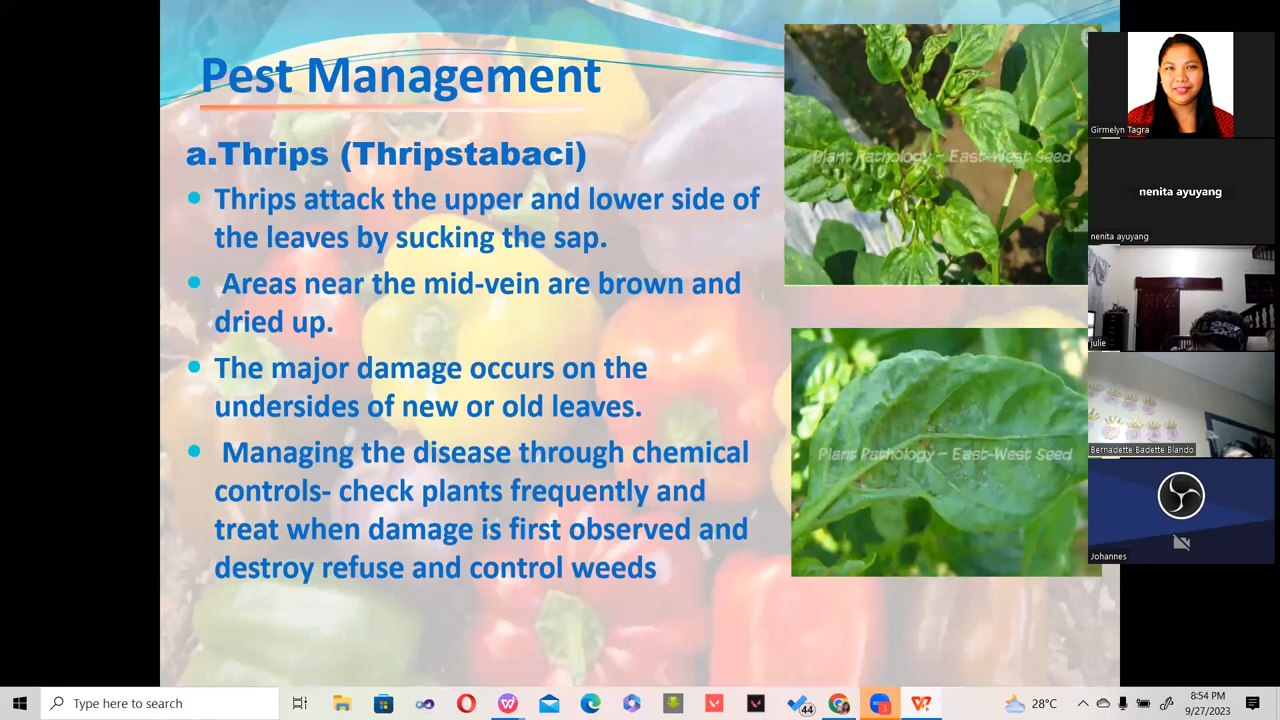 Pest Management
a.Thrips (Thripstabaci)
Thrips attack the upper and lower side of
the leaves by sucking the sap.
Areas near the mid-vein are brown and
dried up.
The major damage occurs on the
undersides of new or old leaves.
Managing the disease through chemical
controls- check plants frequently and
treat when damage is first observed and
destroy refuse and control weeds
Plant Pathology - East-West Seed
Plant Pathology - East-West Seed
Girmelyn Tagra
nenita ayuyang
nenita ayuyang
Julie
Bernadette Badette Blando
Johannes
Type here to search
44
3
28°C
8:54 PM
9/27/2023